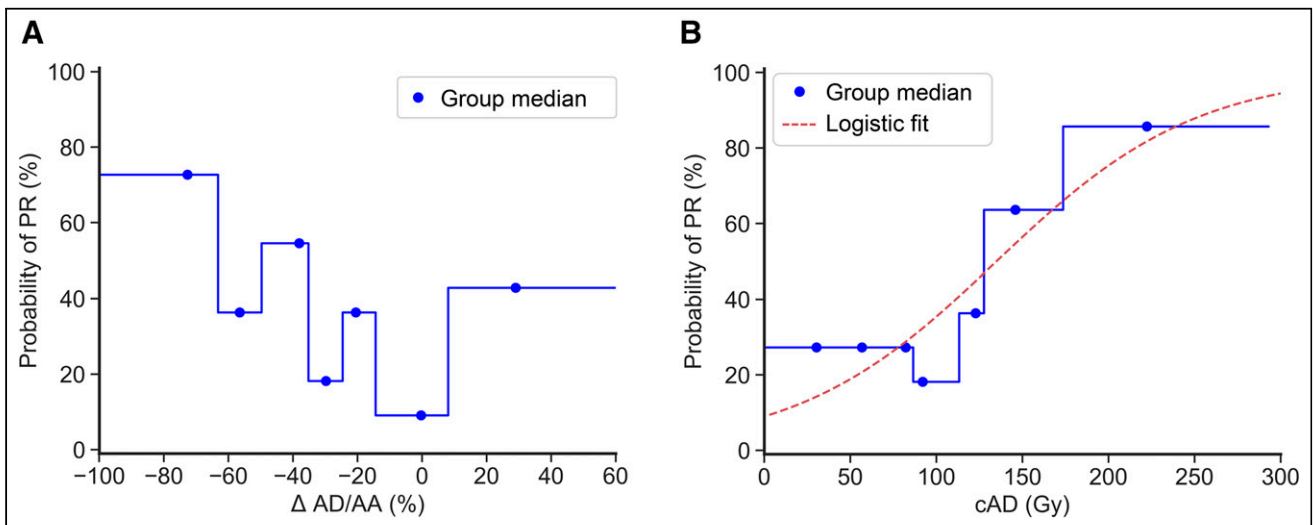 A
100
80
60
40
20
0
Probability of PR (%)
Group median
−100 −80 −60 −40 −20 0 20 40 60
Δ AD/AA (%)
B
100
80
60
40
20
0
Probability of PR (%)
Group median
Logistic fit
0 50 100 150 200 250 300
cAD (Gy)